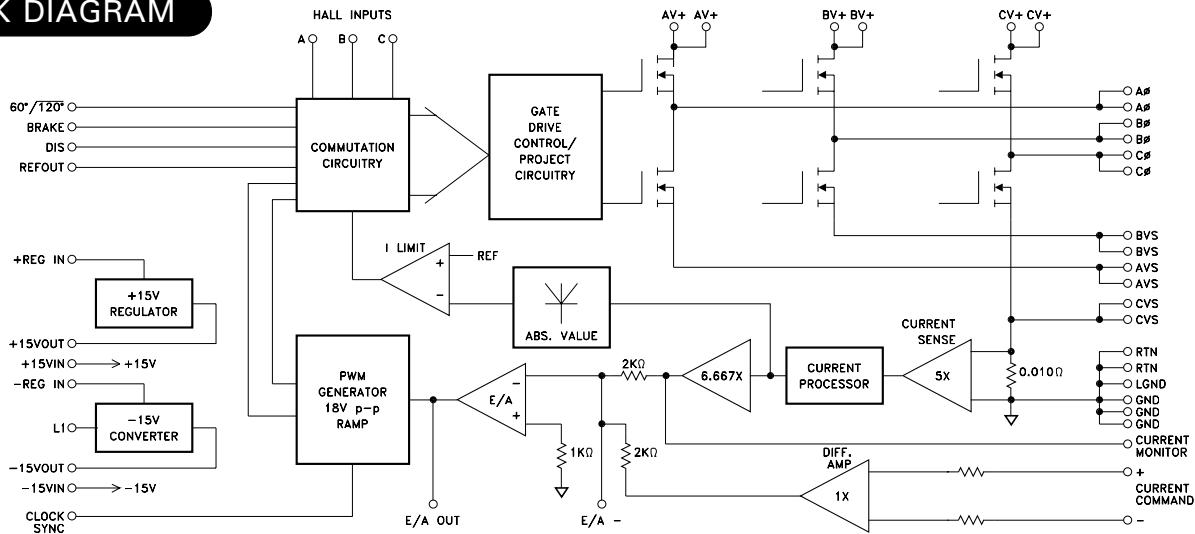 K DIAGRAM
HALL INPUTS
A B C
AV+ AV+
BV+ BV+
CV+ CV+
60°/120°
BRAKE
DIS
REFOUT
COMMUTATION
CIRCUITRY
GATE
DRIVE
CONTROL/
PROJECT
CIRCUITRY
AØ
AØ
BØ
BØ
CØ
CØ
BVS
BVS
AVS
AVS
CVS
CVS
I LIMIT
+
−
REF
ABS. VALUE
+REG IN
+15V
REGULATOR
+15VOUT
+15VIN
+15V
−REG IN
L1
−15V
CONVERTER
−15VOUT
−15VIN
−15V
CLOCK
SYNC
PWM
GENERATOR
18V p-p
RAMP
E/A
−
+
1KΩ
2KΩ
2KΩ
E/A OUT
E/A −
6.667X
CURRENT
PROCESSOR
CURRENT
SENSE
5X
0.010Ω
RTN
RTN
LGND
GND
GND
GND
CURRENT
MONITOR
DIFF.
AMP
1X
+
CURRENT
COMMAND
−